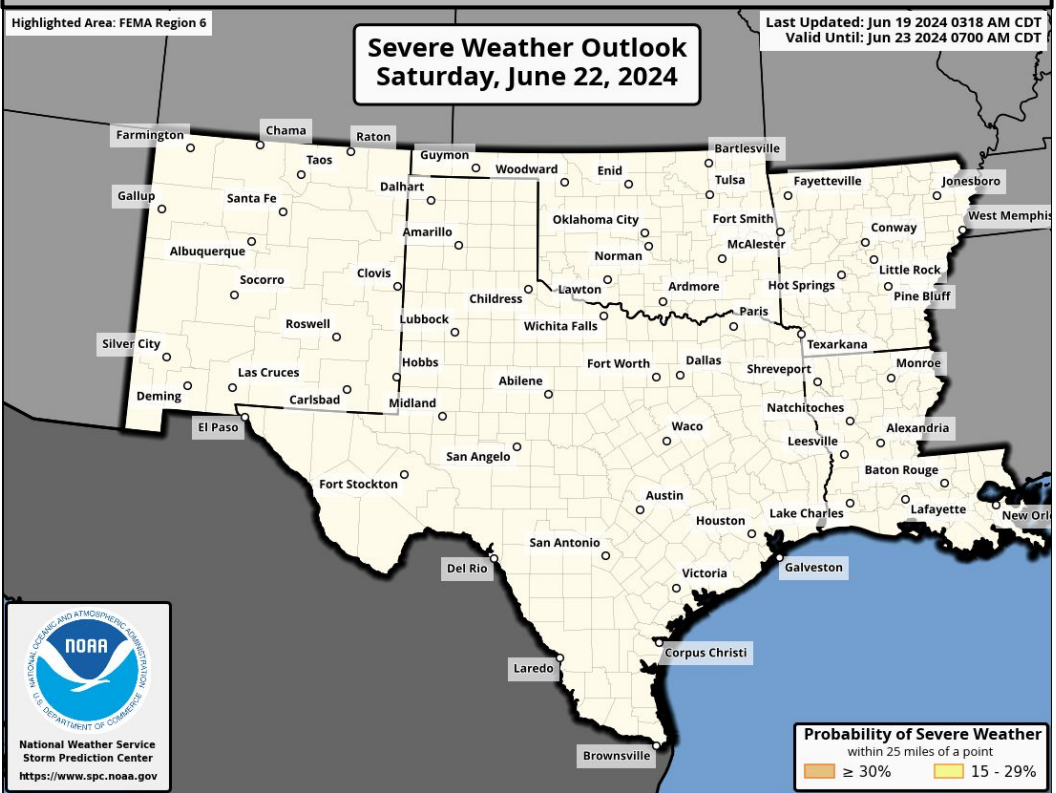 Highlighted Area: FEMA Region 6
Last Updated: Jun 19 2024 0318 AM CDT
Valid Until: Jun 23 2024 0700 AM CDT
Severe Weather Outlook
Saturday, June 22, 2024
Farmington
Chama
Raton
Taos
Guymon
Woodward
Enid
Bartlesville
Tulsa
Fayetteville
Jonesboro
Gallup
Santa Fe
Dalhart
Albuquerque
Amarillo
Oklahoma City
Norman
Fort Smith
McAlester
Conway
West Memphis
Socorro
Clovis
Childress
Lawton
Ardmore
Hot Springs
Little Rock
Pine Bluff
Roswell
Lubbock
Wichita Falls
Paris
Texarkana
Silver City
Las Cruces
Hobbs
Abilene
Fort Worth
Dallas
Shreveport
Monroe
Deming
Carlsbad
Midland
Natchitoches
El Paso
San Angelo
Waco
Leesville
Alexandria
Fort Stockton
Austin
Baton Rouge
Houston
Lake Charles
Lafayette
New Orl
Del Rio
San Antonio
Galveston
Victoria
Laredo
Corpus Christi
Brownsville
NATIONAL OCEANIC AND ATMOSPHERIC ADMINISTRATION
NOAA
U.S. DEPARTMENT OF COMMERCE
National Weather Service
Storm Prediction Center
https://www.spc.noaa.gov
Probability of Severe Weather
within 25 miles of a point
≥ 30%
15 - 29%